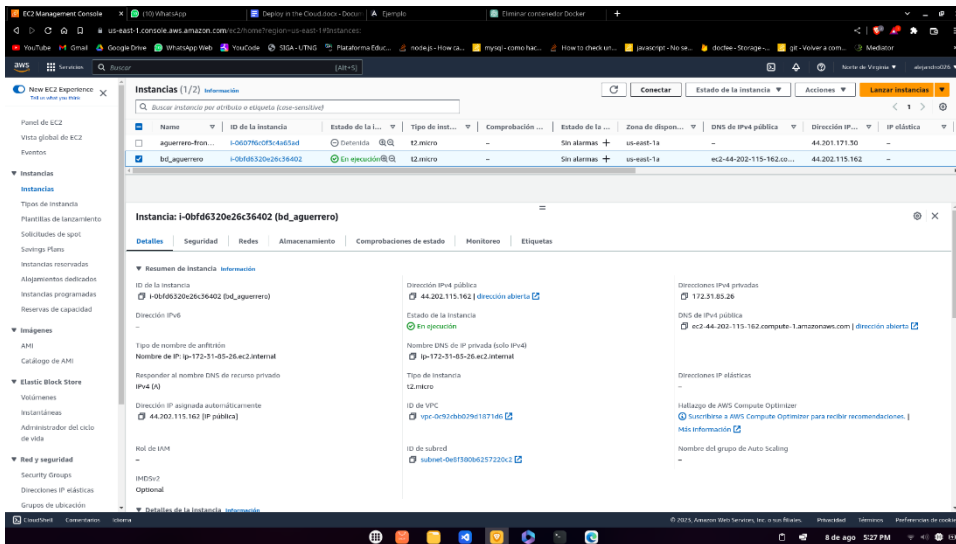 EC2 Management Console
(10) WhatsApp
Deploy in the Cloud.docx - Docum
Ejemplo
Eliminar contenedor Docker
us-east-1.console.aws.amazon.com/ec2/home?region=us-east-1#Instances:
YouTube
Gmail
Google Drive
WhatsApp Web
YouCode
SIGA - UTNG
Plataforma Educ...
node.js - How ca...
mysql - como hac...
How to check un...
javascript - No se...
doclee - Storage -...
git - Volver a com...
Mediator
aws
Servicios
Buscar
[Alt+S]
Norte de Virginia
alejandro026
New EC2 Experience
Tell us what you think
Panel de EC2
Vista global de EC2
Eventos
Instancias
Instancias
Tipos de instancia
Plantillas de lanzamiento
Solicitudes de spot
Savings Plans
Instancias reservadas
Alojamientos dedicados
Instancias programadas
Reservas de capacidad
Imágenes
AMI
Catálogo de AMI
Elastic Block Store
Volúmenes
Instantáneas
Administrador del ciclo
de vida
Red y seguridad
Security Groups
Direcciones IP elásticas
Grupos de ubicación
Instancias (1/2) Información
Conectar
Estado de la instancia
Acciones
Lanzar instancias
Buscar instancia por atributo o etiqueta (case-sensitive)
1
Name
ID de la instancia
Estado de la i...
Tipo de inst...
Comprobación ...
Estado de la ...
Zona de dispon...
DNS de IPv4 pública
Dirección IP...
IP elástica
aguerrero-fron... i-0607f6c0f3c4a65ad Detenida t2.micro – Sin alarmas + us-east-1a – 44.201.171.30 –
bd_aguerrero i-0bfd6320e26c36402 En ejecución t2.micro – Sin alarmas + us-east-1a ec2-44-202-115-162.co... 44.202.115.162 –
Instancia: i-0bfd6320e26c36402 (bd_aguerrero)
Detalles
Seguridad
Redes
Almacenamiento
Comprobaciones de estado
Monitoreo
Etiquetas
Resumen de instancia Información
ID de la instancia
i-0bfd6320e26c36402 (bd_aguerrero)
Dirección IPv4 pública
44.202.115.162 | dirección abierta
Direcciones IPv4 privadas
172.31.85.26
Dirección IPv6
–
Estado de la instancia
En ejecución
DNS de IPv4 pública
ec2-44-202-115-162.compute-1.amazonaws.com | dirección abierta
Tipo de nombre de anfitrión
Nombre de IP: ip-172-31-85-26.ec2.internal
Nombre DNS de IP privada (solo IPv4)
ip-172-31-85-26.ec2.internal
Responder al nombre DNS de recurso privado
IPv4 (A)
Tipo de instancia
t2.micro
Direcciones IP elásticas
–
Dirección IP asignada automáticamente
44.202.115.162 [IP pública]
ID de VPC
vpc-0c92cbb029d1871d6
Hallazgo de AWS Compute Optimizer
Suscribirse a AWS Compute Optimizer para recibir recomendaciones. |
Más información
Rol de IAM
–
ID de subred
subnet-0e8f380b6257220c2
Nombre del grupo de Auto Scaling
–
IMDSv2
Optional
Detalles de la instancia Información
CloudShell
Comentarios
Idioma
© 2023, Amazon Web Services, Inc. o sus filiales.
Privacidad
Términos
Preferencias de cookie
8 de ago 5:27 PM